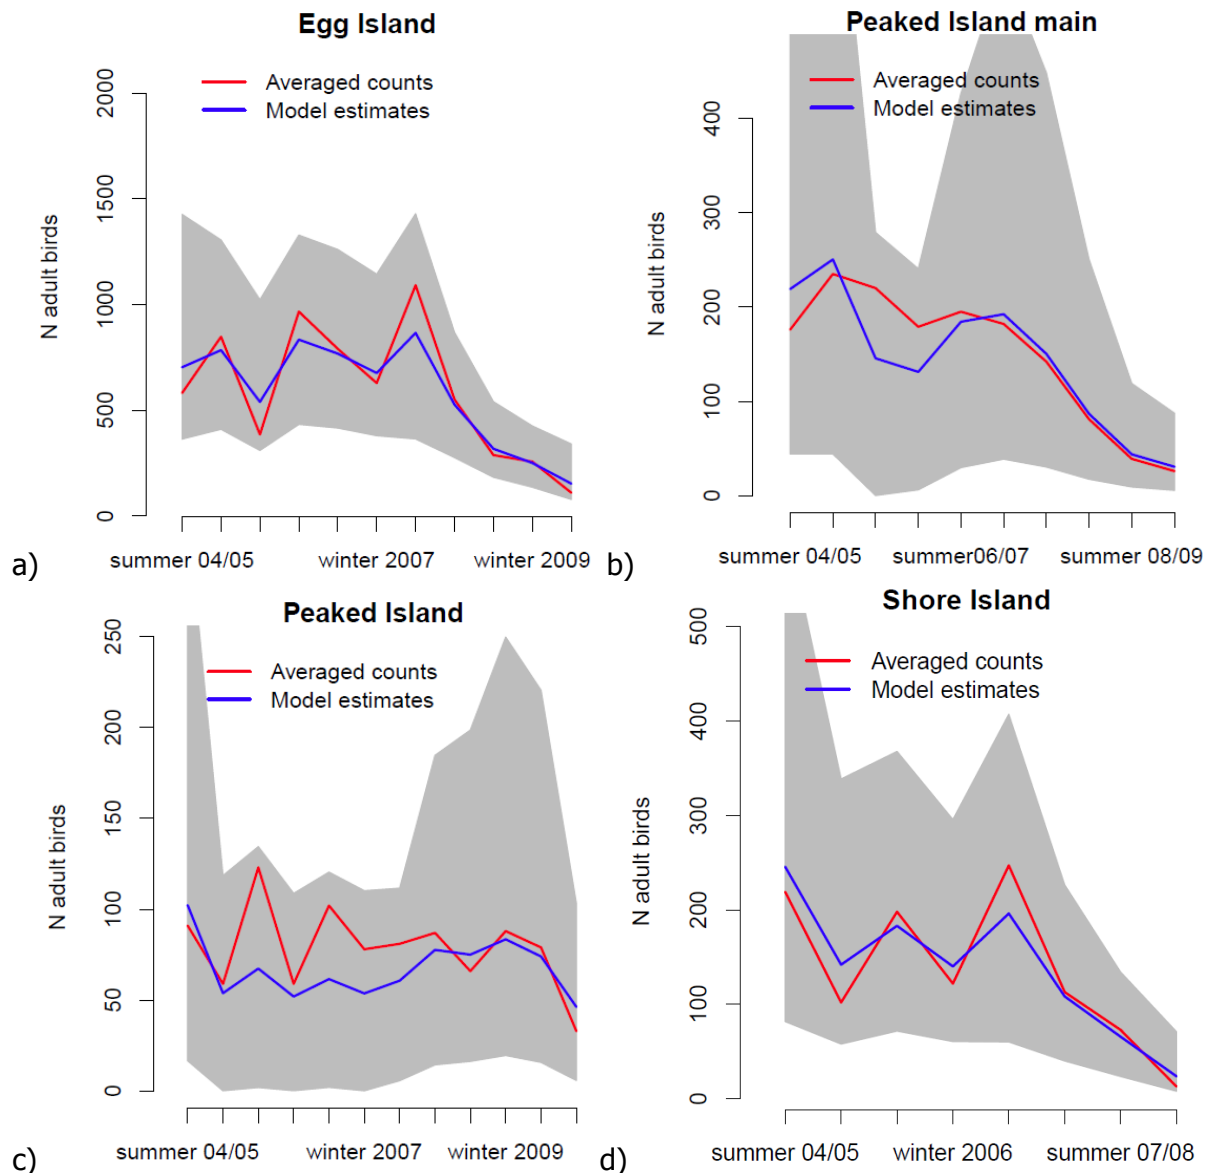 Egg Island
Averaged counts
Model estimates
N adult birds
2000
1500
1000
500
0
summer 04/05 winter 2007 winter 2009
a)
Peaked Island main
Averaged counts
Model estimates
N adult birds
400
300
200
100
0
summer 04/05 summer06/07 summer 08/09
b)
Peaked Island
Averaged counts
Model estimates
N adult birds
250
200
150
100
50
0
summer 04/05 winter 2007 winter 2009
c)
Shore Island
Averaged counts
Model estimates
N adult birds
500
400
300
200
100
0
summer 04/05 winter 2006 summer 07/08
d)